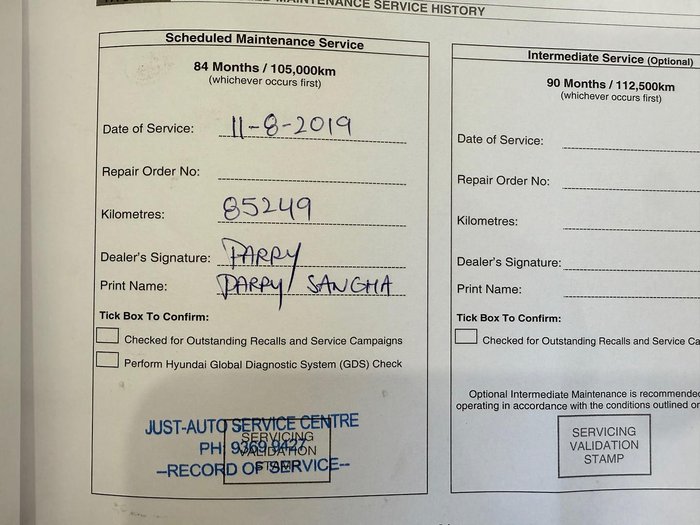 MAINTENANCE SERVICE HISTORY
Scheduled Maintenance Service
84 Months / 105,000km
(whichever occurs first)
Date of Service: 11-8-2019
Repair Order No:
Kilometres: 85249
Dealer's Signature: PARRY
Print Name: PARRY SANGHA
Tick Box To Confirm:
Checked for Outstanding Recalls and Service Campaigns
Perform Hyundai Global Diagnostic System (GDS) Check
JUST-AUTO SERVICE CENTRE
PH 9369 9427
--RECORD OF SERVICE--
SERVICING
VALIDATION
STAMP
Intermediate Service (Optional)
90 Months / 112,500km
(whichever occurs first)
Date of Service:
Repair Order No:
Kilometres:
Dealer's Signature:
Print Name:
Tick Box To Confirm:
Checked for Outstanding Recalls and Service Ca
Optional Intermediate Maintenance is recommended
operating in accordance with the conditions outlined on
SERVICING
VALIDATION
STAMP